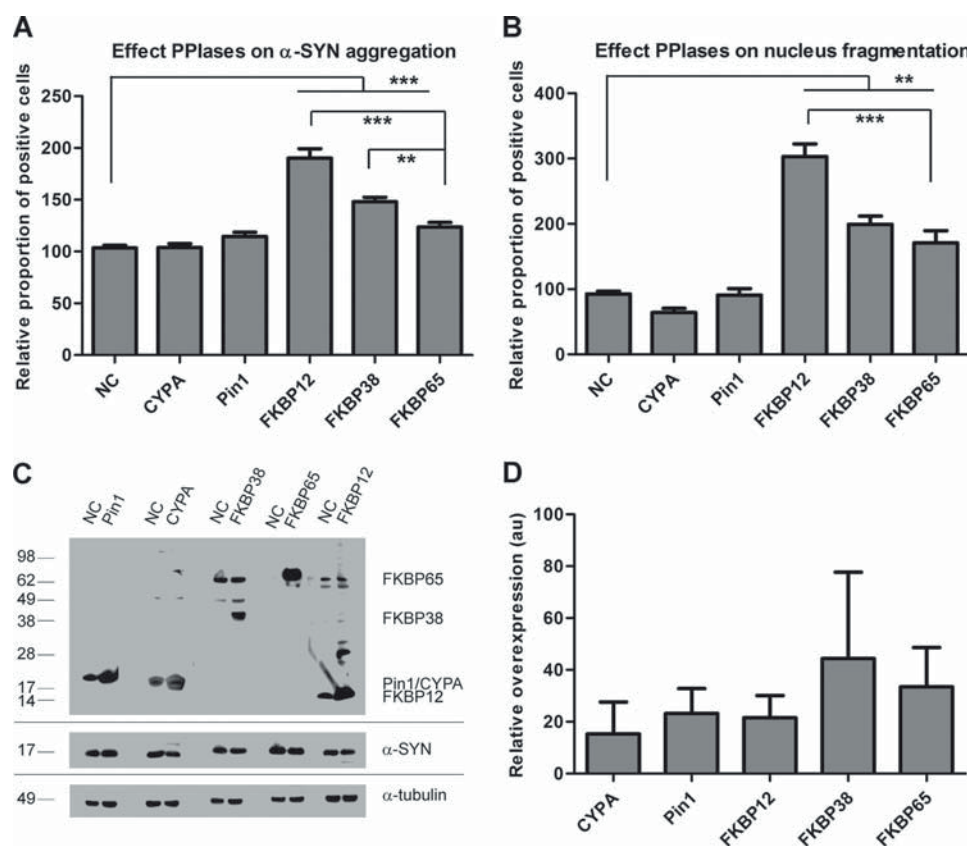 A
Effect PPIases on α-SYN aggregation
Relative proportion of positive cells
250
200
150
100
50
0
***
***
**
NC
CYPA
Pin1
FKBP12
FKBP38
FKBP65
B
Effect PPIases on nucleus fragmentation
Relative proportion of positive cells
400
300
200
100
0
**
***
NC
CYPA
Pin1
FKBP12
FKBP38
FKBP65
C
NC Pin1 NC CYPA NC FKBP38 NC FKBP65 NC FKBP12
98
62 FKBP65
49
38 FKBP38
28
17 Pin1/CYPA
14 FKBP12
17 α-SYN
49 α-tubulin
D
Relative overexpression (au)
100
80
60
40
20
0
CYPA
Pin1
FKBP12
FKBP38
FKBP65